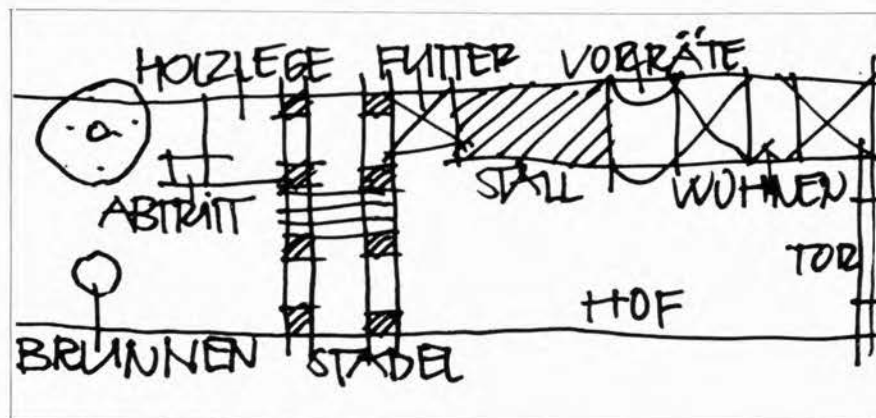 HOLZLEGE FUTTER VORRÄTE
ABTRITT STALL WOHNEN
TOR
HOF
BRUNNEN STADEL